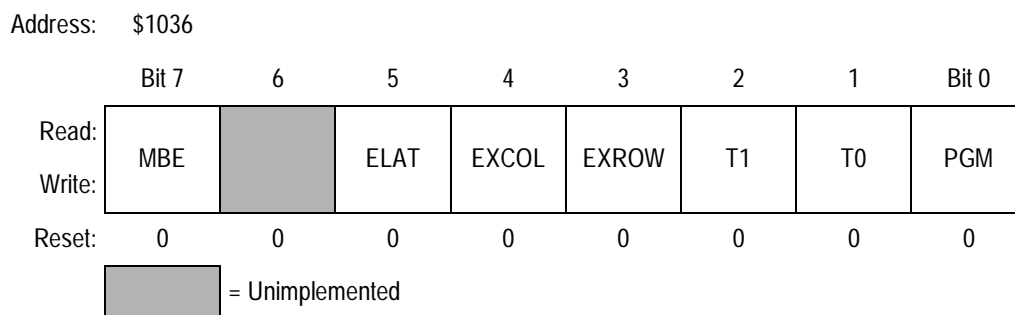 Address: $1036
Bit 7 6 5 4 3 2 1 Bit 0
Read:
MBE ELAT EXCOL EXROW T1 T0 PGM
Write:
Reset: 0 0 0 0 0 0 0 0
= Unimplemented